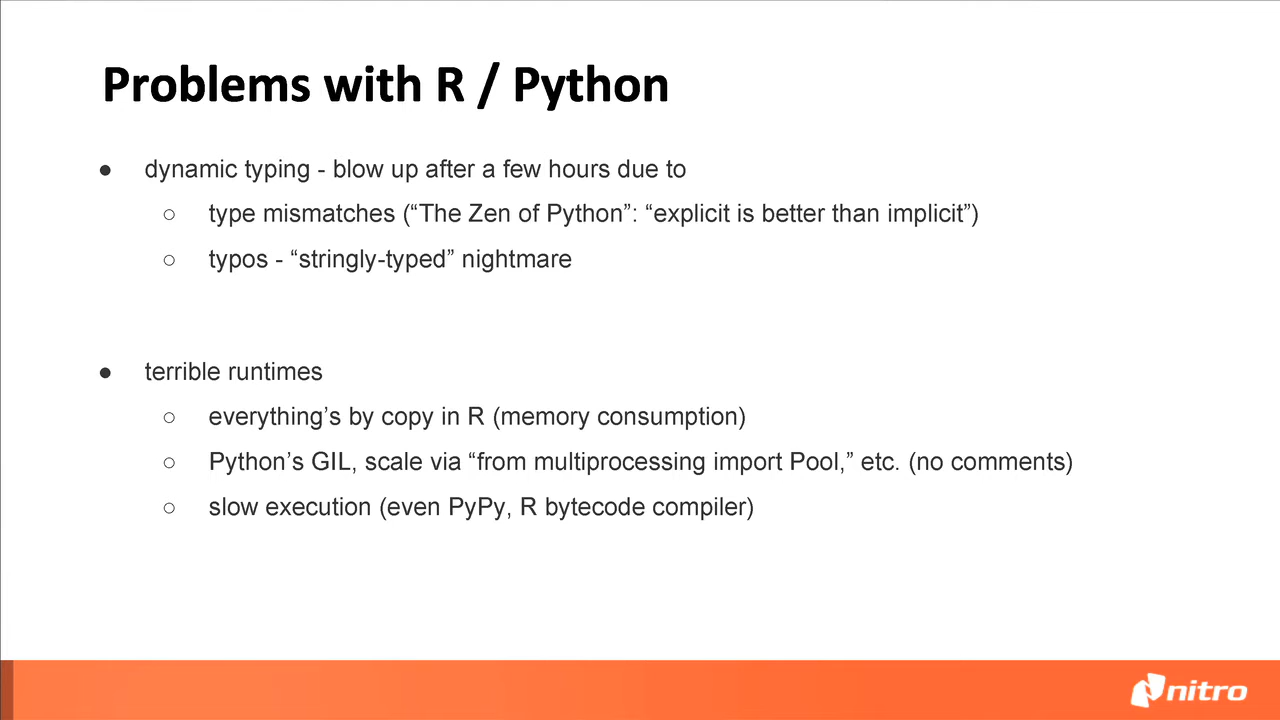 Problems with R / Python
● dynamic typing - blow up after a few hours due to
○ type mismatches (“The Zen of Python”: “explicit is better than implicit”)
○ typos - “stringly-typed” nightmare
● terrible runtimes
○ everything’s by copy in R (memory consumption)
○ Python’s GIL, scale via “from multiprocessing import Pool,” etc. (no comments)
○ slow execution (even PyPy, R bytecode compiler)
nitro